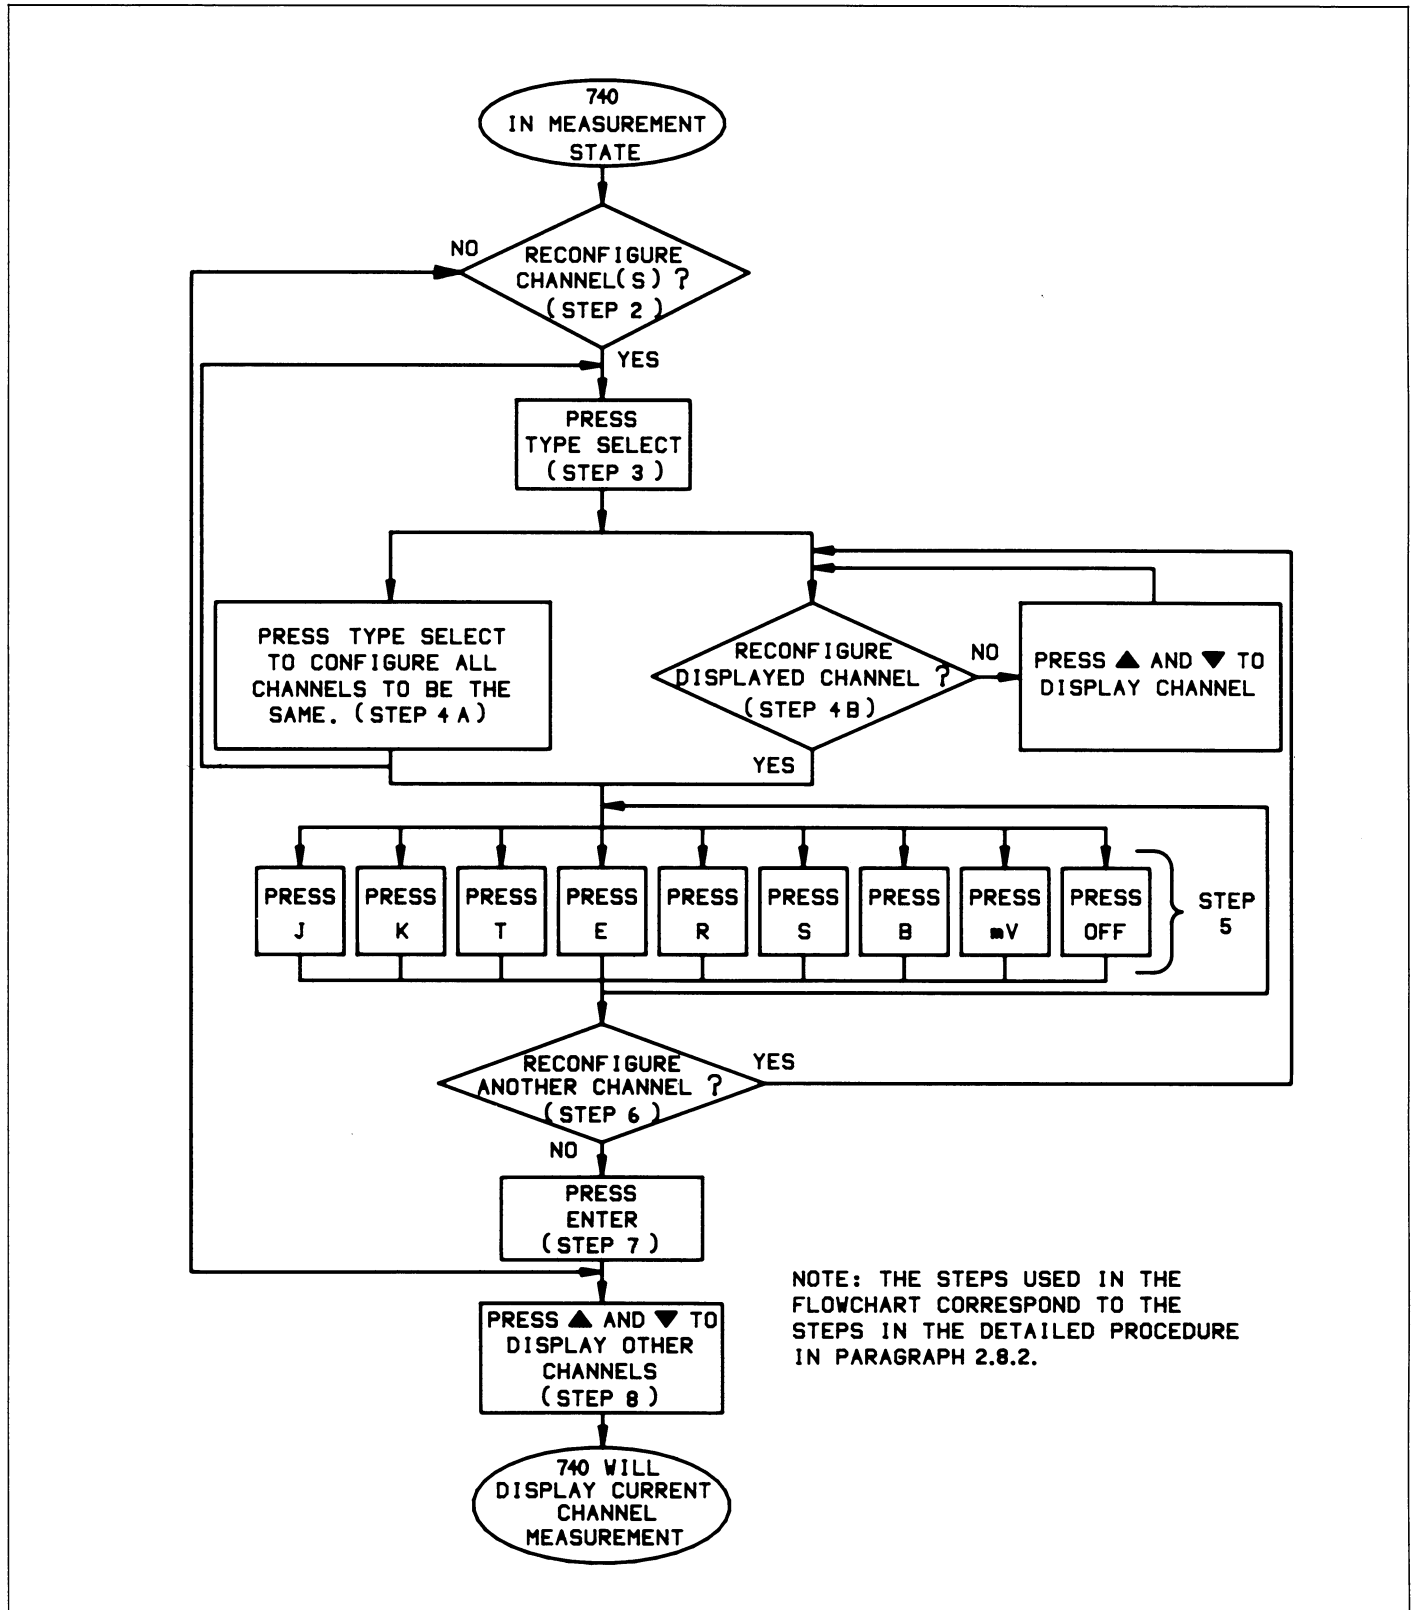 740
IN MEASUREMENT
STATE
NO
RECONFIGURE
CHANNEL(S) ?
(STEP 2)
YES
PRESS
TYPE SELECT
(STEP 3)
PRESS TYPE SELECT
TO CONFIGURE ALL
CHANNELS TO BE THE
SAME. (STEP 4A)
RECONFIGURE
DISPLAYED CHANNEL ?
(STEP 4B)
NO
PRESS ▲ AND ▼ TO
DISPLAY CHANNEL
YES
PRESS
J
PRESS
K
PRESS
T
PRESS
E
PRESS
R
PRESS
S
PRESS
B
PRESS
mV
PRESS
OFF
STEP
5
RECONFIGURE
ANOTHER CHANNEL ?
(STEP 6)
YES
NO
PRESS
ENTER
(STEP 7)
PRESS ▲ AND ▼ TO
DISPLAY OTHER
CHANNELS
(STEP 8)
740 WILL
DISPLAY CURRENT
CHANNEL
MEASUREMENT
NOTE: THE STEPS USED IN THE
FLOWCHART CORRESPOND TO THE
STEPS IN THE DETAILED PROCEDURE
IN PARAGRAPH 2.8.2.